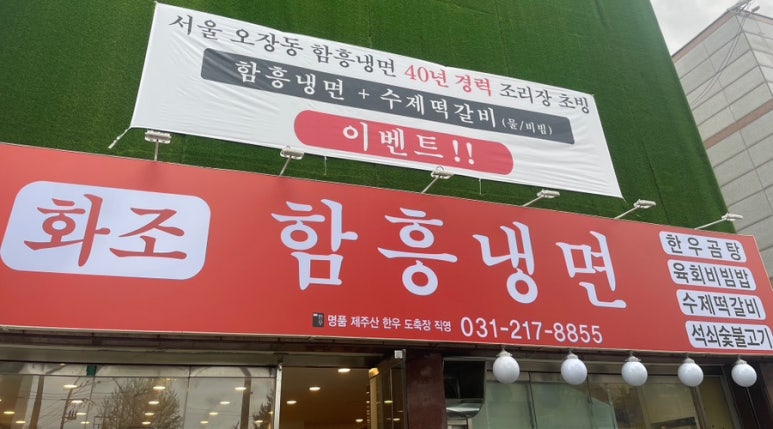 서울 오장동 함흥냉면 40년 경력 조리장 초빙
함흥냉면 + 수제떡갈비 (물/비빔)
이벤트!!
화조 함흥냉면
한우곰탕
육회비빔밥
수제떡갈비
석쇠숯불고기
명품 제주산 한우 도축장 직영 031-217-8855